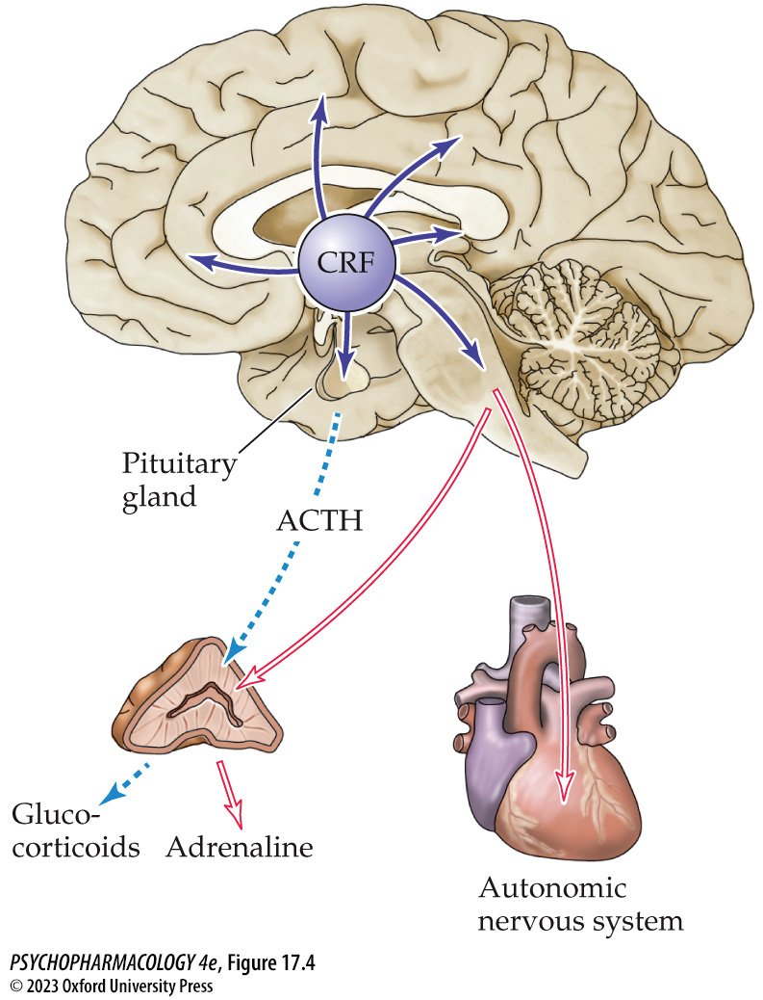 CRF
Pituitary
gland
ACTH
Gluco-
corticoids
Adrenaline
Autonomic
nervous system
PSYCHOPHARMACOLOGY 4e, Figure 17.4
© 2023 Oxford University Press